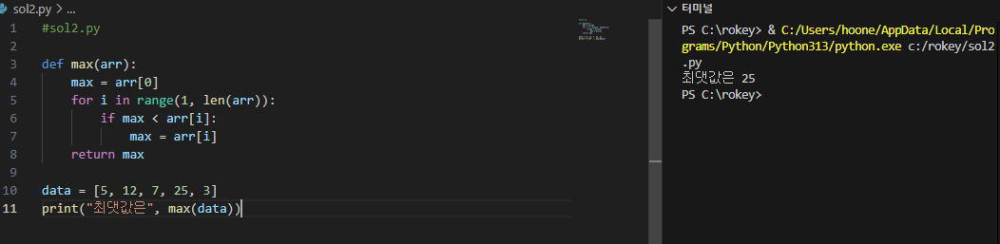 sol2.py > ...
1 #sol2.py
2
3 def max(arr):
4 max = arr[0]
5 for i in range(1, len(arr)):
6 if max < arr[i]:
7 max = arr[i]
8 return max
9
10 data = [5, 12, 7, 25, 3]
11 print("최댓값은", max(data))
터미널
PS C:\rokey> & C:/Users/hoone/AppData/Local/Pro
grams/Python/Python313/python.exe c:/rokey/sol2
.py
최댓값은 25
PS C:\rokey>